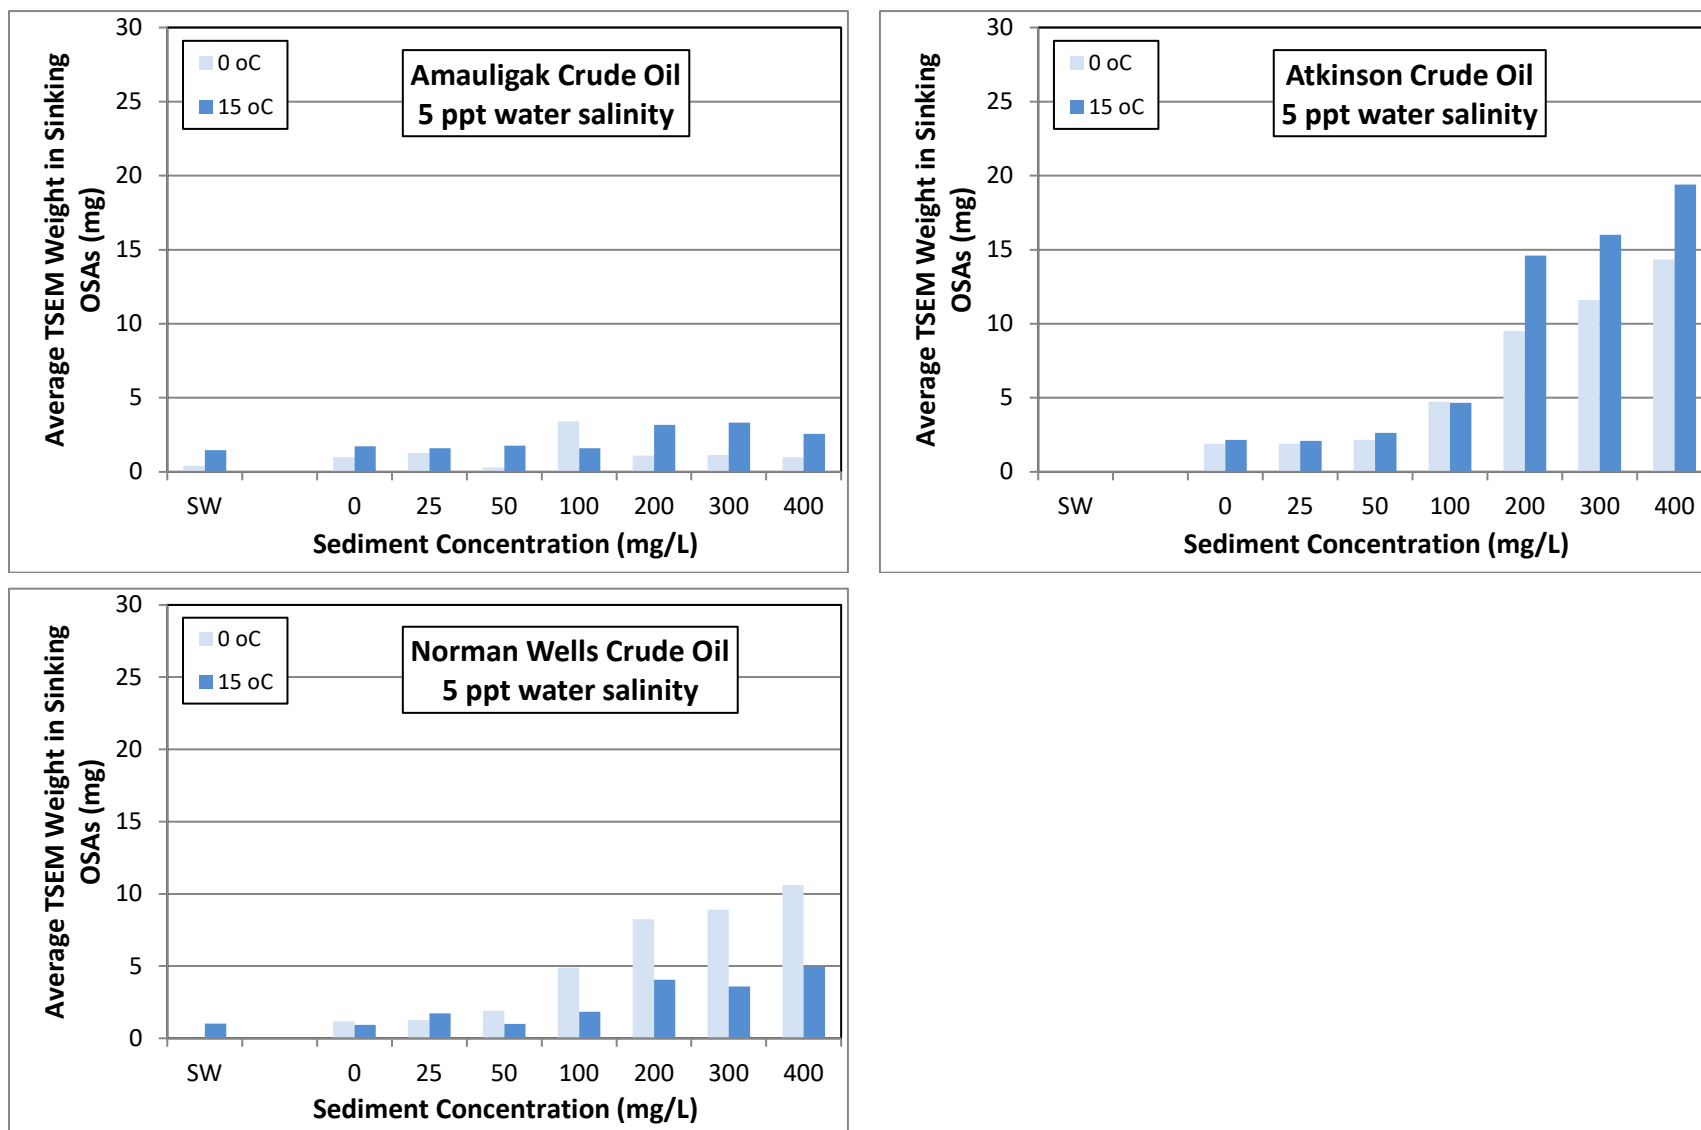 Average TSEM Weight in Sinking
OSAs (mg)
30
25
20
15
10
5
0
0 oC
15 oC
Amauligak Crude Oil
5 ppt water salinity
SW 0 25 50 100 200 300 400
Sediment Concentration (mg/L)
Average TSEM Weight in Sinking
OSAs (mg)
30
25
20
15
10
5
0
0 oC
15 oC
Atkinson Crude Oil
5 ppt water salinity
SW 0 25 50 100 200 300 400
Sediment Concentration (mg/L)
Average TSEM Weight in Sinking
OSAs (mg)
30
25
20
15
10
5
0
0 oC
15 oC
Norman Wells Crude Oil
5 ppt water salinity
SW 0 25 50 100 200 300 400
Sediment Concentration (mg/L)